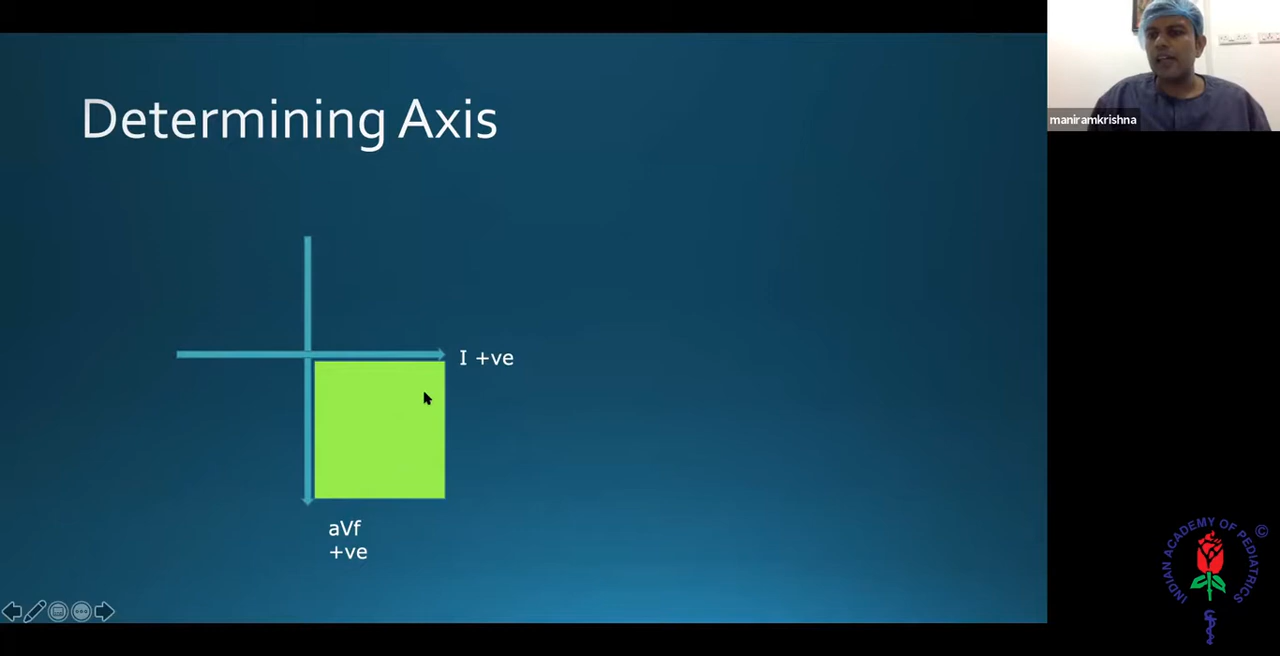 Determining Axis
I +ve
aVf
+ve
maniramkrishna
INDIAN ACADEMY OF PEDIATRICS
©